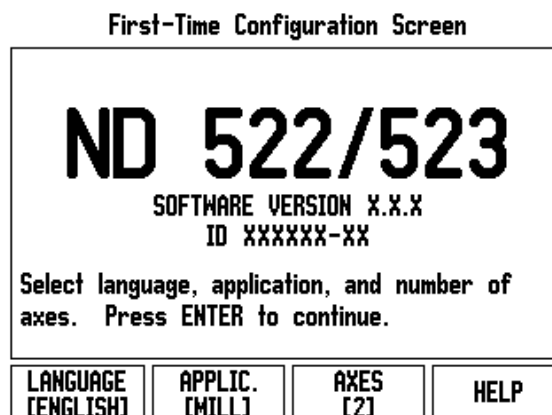 First-Time Configuration Screen
ND 522/523
SOFTWARE VERSION X.X.X
ID XXXXXX-XX
Select language, application, and number of
axes. Press ENTER to continue.
LANGUAGE APPLIC. AXES HELP
[ENGLISH] [MILL] [2]